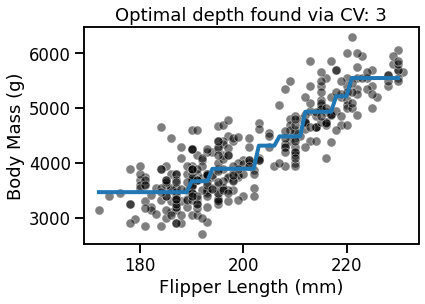 Optimal depth found via CV: 3
Body Mass (g)
6000
5000
4000
3000
180
200
220
Flipper Length (mm)